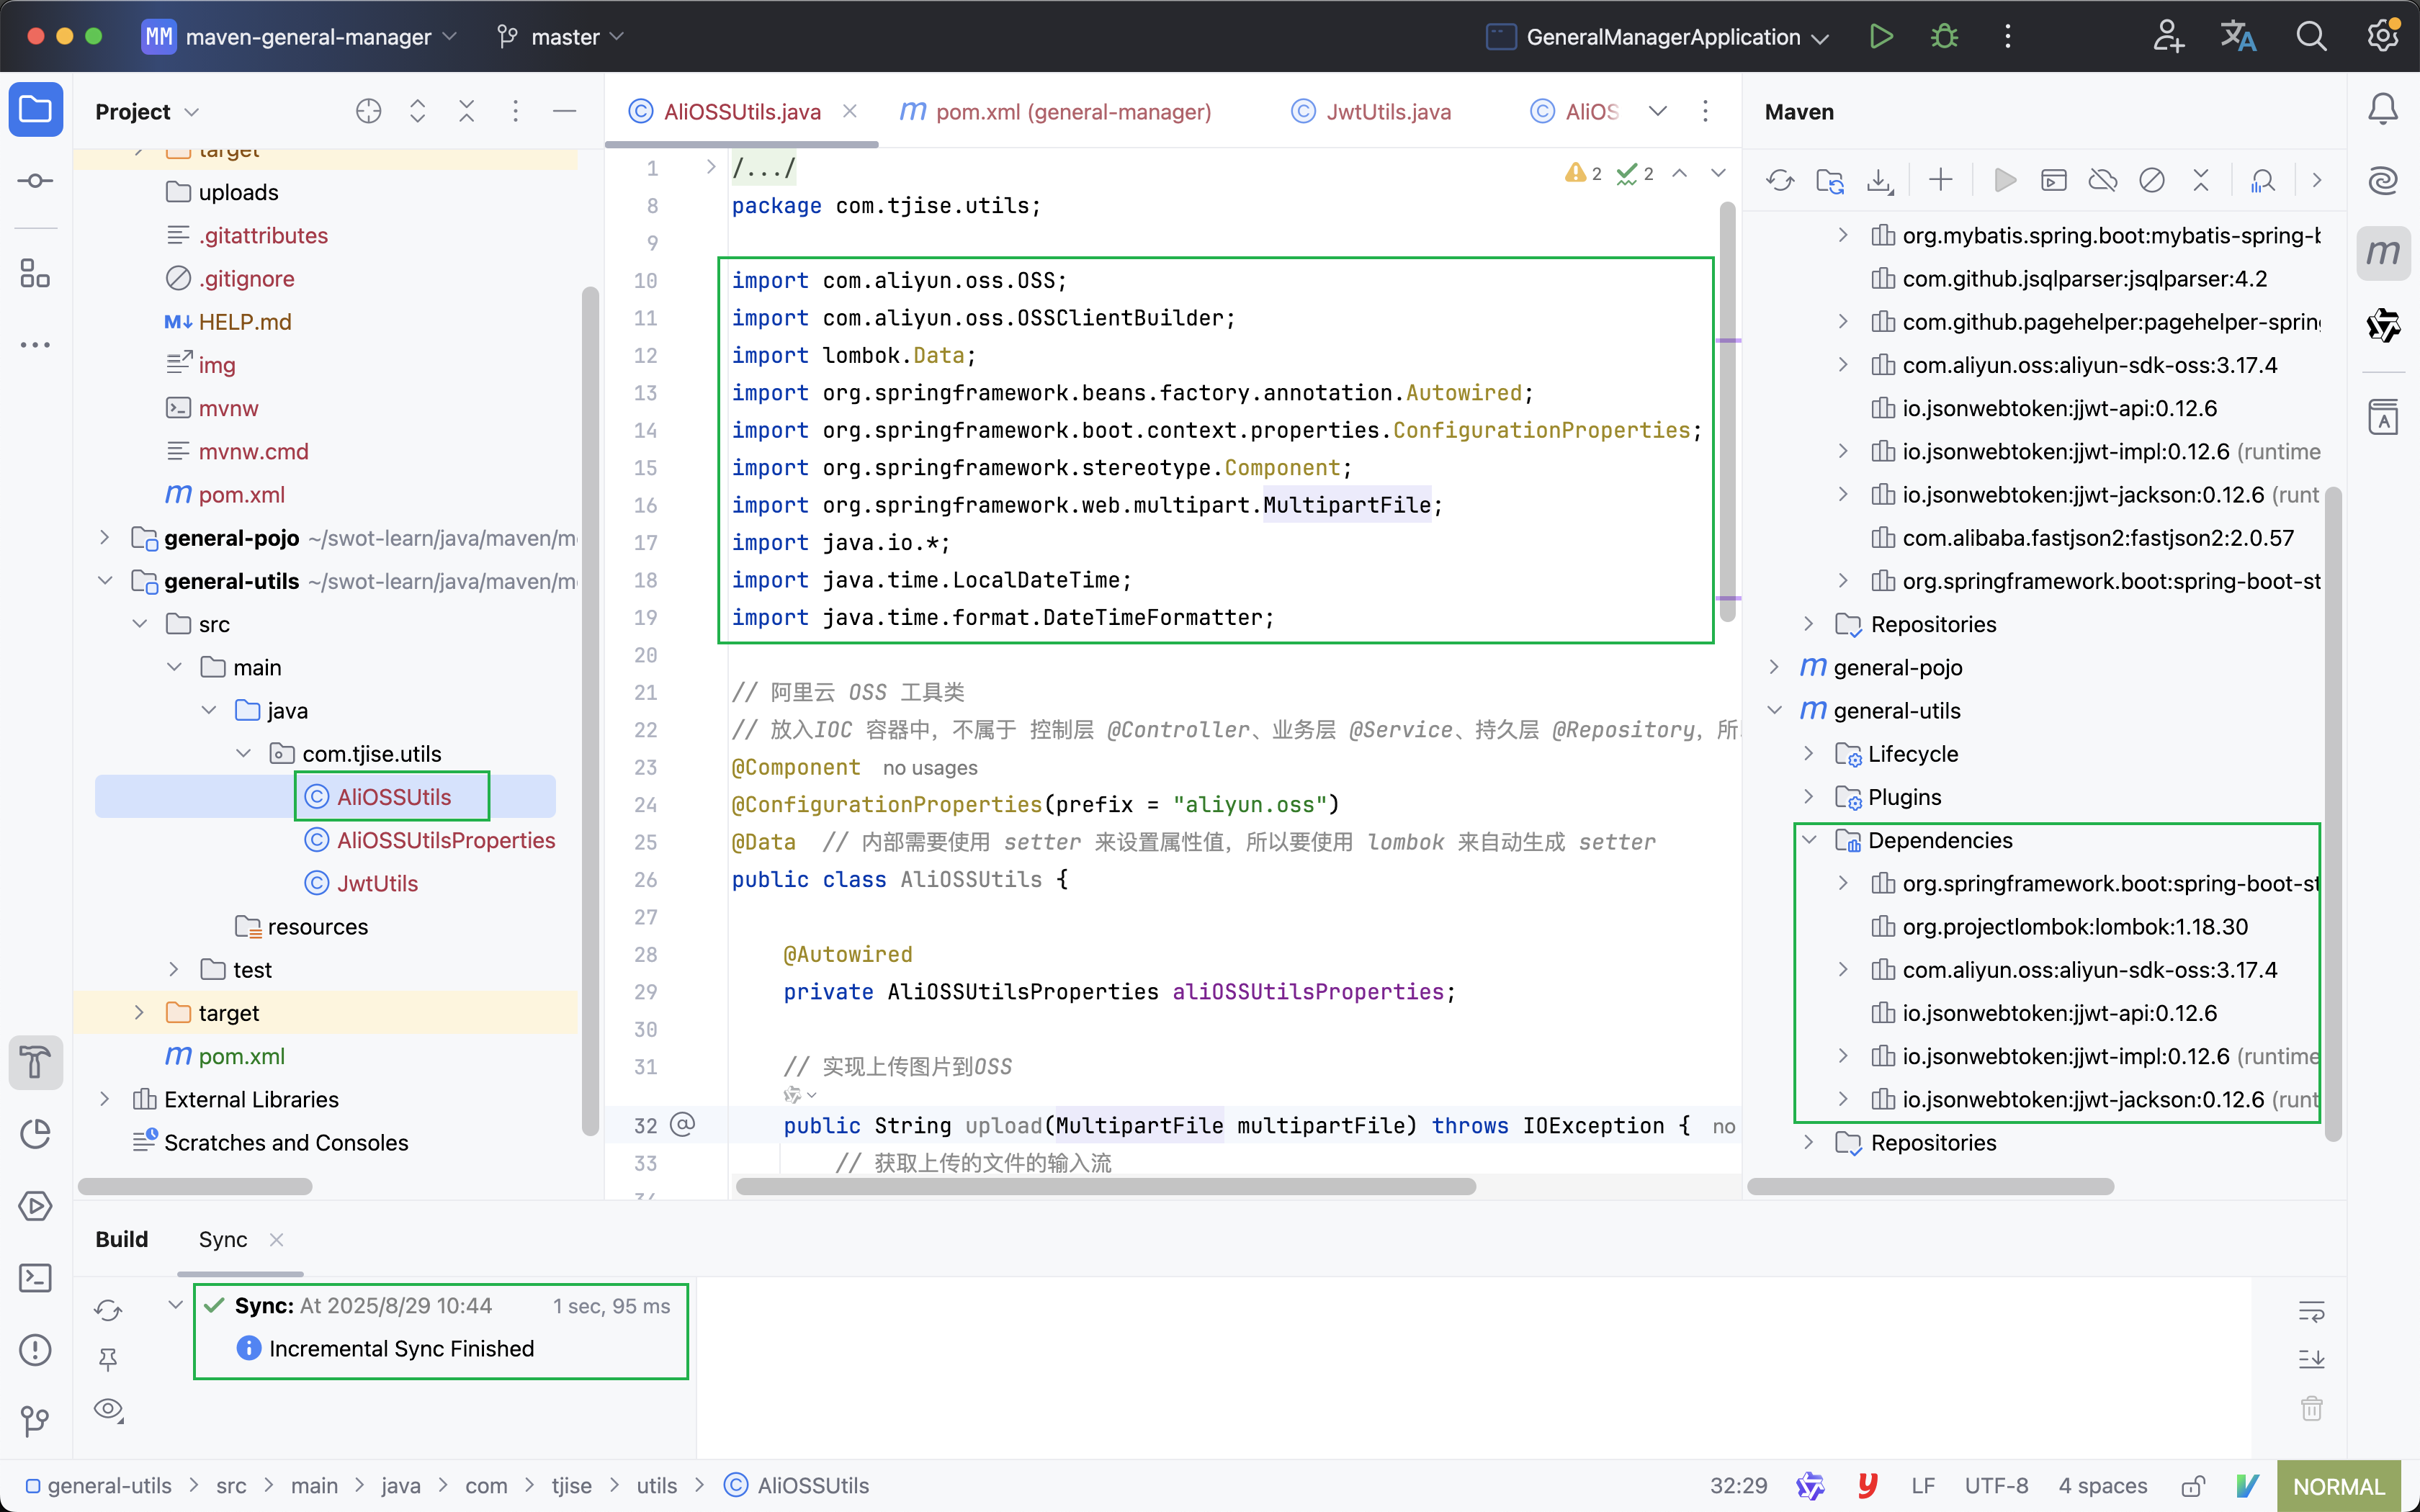 MM maven-general-manager
master
GeneralManagerApplication
Project
target
uploads
.gitattributes
.gitignore
M↓ HELP.md
img
mvnw
mvnw.cmd
m pom.xml
general-pojo ~/swot-learn/java/maven/m
general-utils ~/swot-learn/java/maven/m
src
main
java
com.tjise.utils
AliOSSUtils
AliOSSUtilsProperties
JwtUtils
resources
test
target
m pom.xml
External Libraries
Scratches and Consoles
AliOSSUtils.java
m pom.xml (general-manager)
JwtUtils.java
AliOS
2 2
1 /.../
8 package com.tjise.utils;
9
10 import com.aliyun.oss.OSS;
11 import com.aliyun.oss.OSSClientBuilder;
12 import lombok.Data;
13 import org.springframework.beans.factory.annotation.Autowired;
14 import org.springframework.boot.context.properties.ConfigurationProperties;
15 import org.springframework.stereotype.Component;
16 import org.springframework.web.multipart.MultipartFile;
17 import java.io.*;
18 import java.time.LocalDateTime;
19 import java.time.format.DateTimeFormatter;
20
21 // 阿里云 OSS 工具类
22 // 放入IOC 容器中，不属于 控制层 @Controller、业务层 @Service、持久层 @Repository，所
23 @Component no usages
24 @ConfigurationProperties(prefix = "aliyun.oss")
25 @Data // 内部需要使用 setter 来设置属性值，所以要使用 lombok 来自动生成 setter
26 public class AliOSSUtils {
27
28 @Autowired
29 private AliOSSUtilsProperties aliOSSUtilsProperties;
30
31 // 实现上传图片到OSS
32 public String upload(MultipartFile multipartFile) throws IOException { no
33 // 获取上传的文件的输入流
Maven
org.mybatis.spring.boot:mybatis-spring-b
com.github.jsqlparser:jsqlparser:4.2
com.github.pagehelper:pagehelper-spring
com.aliyun.oss:aliyun-sdk-oss:3.17.4
io.jsonwebtoken:jjwt-api:0.12.6
io.jsonwebtoken:jjwt-impl:0.12.6 (runtime
io.jsonwebtoken:jjwt-jackson:0.12.6 (runt
com.alibaba.fastjson2:fastjson2:2.0.57
org.springframework.boot:spring-boot-st
Repositories
m general-pojo
m general-utils
Lifecycle
Plugins
Dependencies
org.springframework.boot:spring-boot-st
org.projectlombok:lombok:1.18.30
com.aliyun.oss:aliyun-sdk-oss:3.17.4
io.jsonwebtoken:jjwt-api:0.12.6
io.jsonwebtoken:jjwt-impl:0.12.6 (runtime
io.jsonwebtoken:jjwt-jackson:0.12.6 (runt
Repositories
Build Sync
Sync: At 2025/8/29 10:44 1 sec, 95 ms
Incremental Sync Finished
general-utils > src > main > java > com > tjise > utils > AliOSSUtils
32:29 LF UTF-8 4 spaces NORMAL